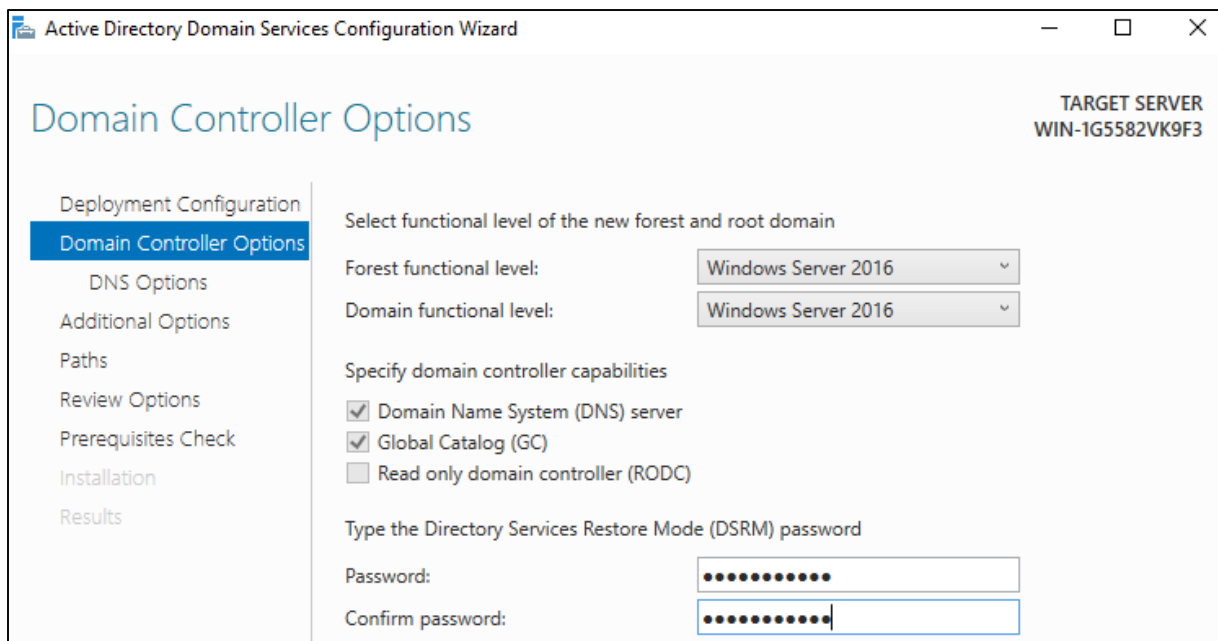 Active Directory Domain Services Configuration Wizard
Domain Controller Options
TARGET SERVER
WIN-1G5582VK9F3
Deployment Configuration
Domain Controller Options
DNS Options
Additional Options
Paths
Review Options
Prerequisites Check
Installation
Results
Select functional level of the new forest and root domain
Forest functional level: Windows Server 2016
Domain functional level: Windows Server 2016
Specify domain controller capabilities
Domain Name System (DNS) server
Global Catalog (GC)
Read only domain controller (RODC)
Type the Directory Services Restore Mode (DSRM) password
Password: •••••••••••
Confirm password: •••••••••••